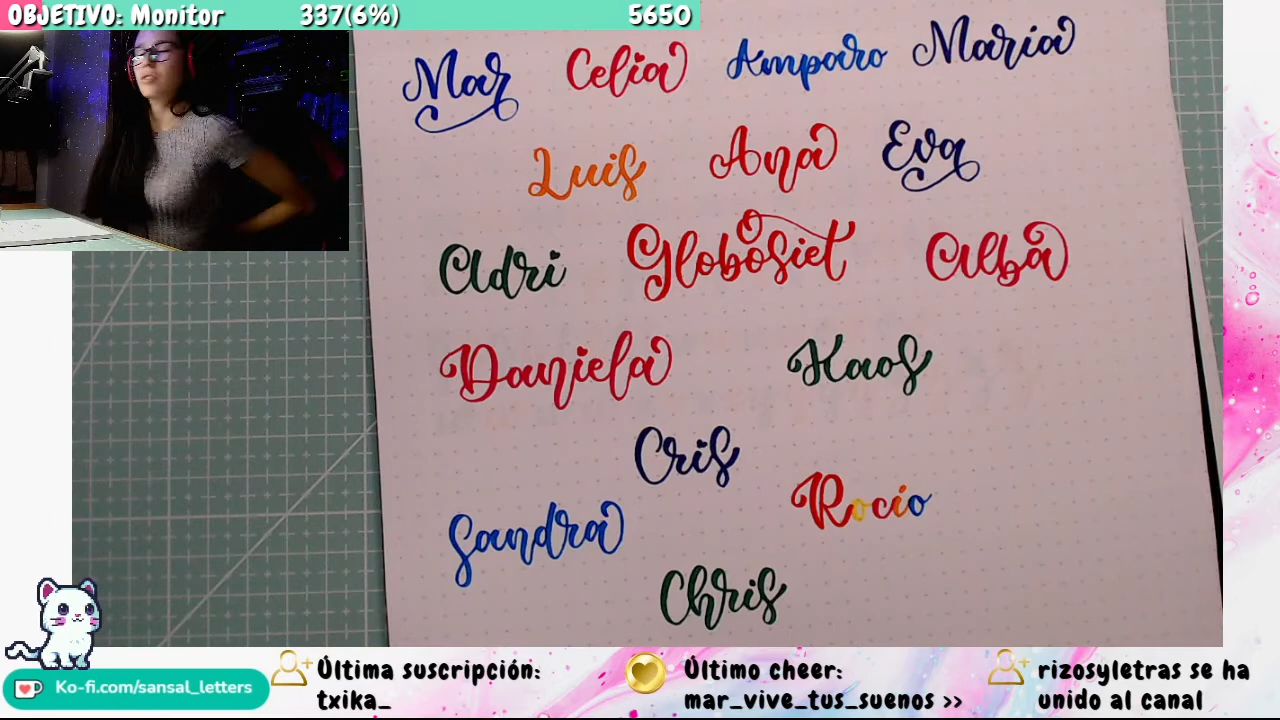 OBJETIVO: Monitor 337(6%) 5650
Mar Celia Amparo Maria
Luis Ana Eva
Adri Globosiet Alba
Daniela Kaos
Cris
Rocío
Sandra
Chris
Última suscripción:
txika_
Último cheer:
mar_vive_tus_suenos >>
rizosyletras se ha
unido al canal
Ko-fi.com/sansal_letters